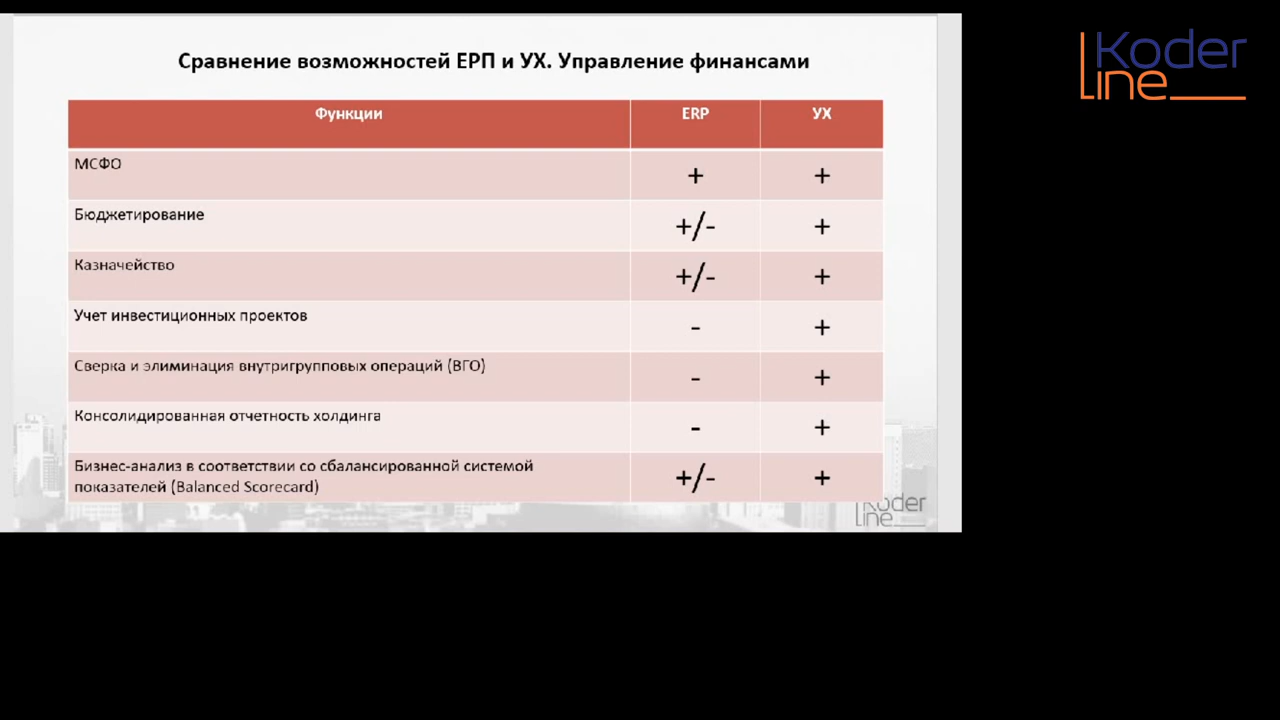 Сравнение возможностей ЕРП и УХ. Управление финансами
Функции ERP УХ
МСФО + +
Бюджетирование +/- +
Казначейство +/- +
Учет инвестиционных проектов - +
Сверка и элиминация внутригрупповых операций (ВГО) - +
Консолидированная отчетность холдинга - +
Бизнес-анализ в соответствии со сбалансированной системой
показателей (Balanced Scorecard) +/- +
Koder
line
Koder
line